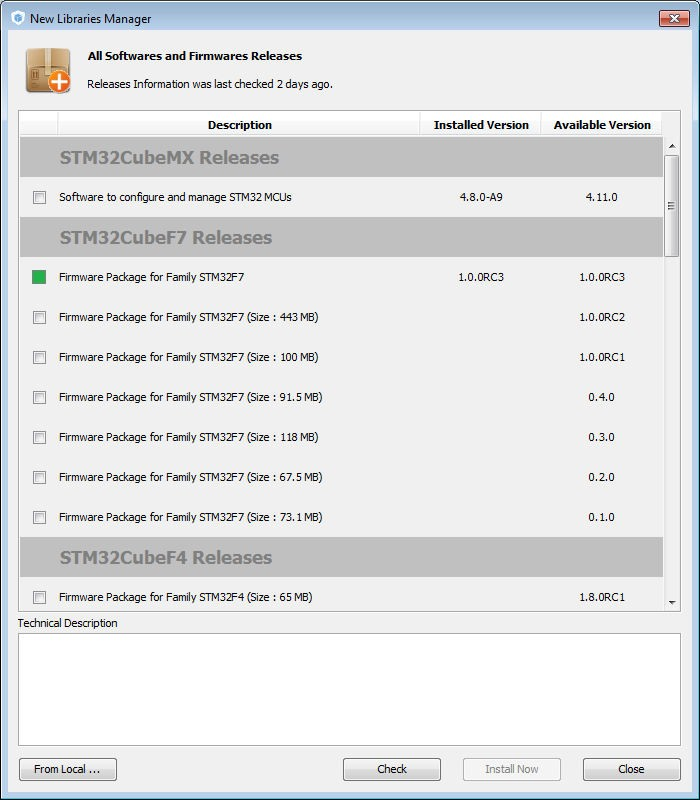 New Libraries Manager
All Softwares and Firmwares Releases
Releases Information was last checked 2 days ago.
Description Installed Version Available Version
STM32CubeMX Releases
Software to configure and manage STM32 MCUs 4.8.0-A9 4.11.0
STM32CubeF7 Releases
Firmware Package for Family STM32F7 1.0.0RC3 1.0.0RC3
Firmware Package for Family STM32F7 (Size : 443 MB) 1.0.0RC2
Firmware Package for Family STM32F7 (Size : 100 MB) 1.0.0RC1
Firmware Package for Family STM32F7 (Size : 91.5 MB) 0.4.0
Firmware Package for Family STM32F7 (Size : 118 MB) 0.3.0
Firmware Package for Family STM32F7 (Size : 67.5 MB) 0.2.0
Firmware Package for Family STM32F7 (Size : 73.1 MB) 0.1.0
STM32CubeF4 Releases
Firmware Package for Family STM32F4 (Size : 65 MB) 1.8.0RC1
Technical Description
From Local ... Check Install Now Close